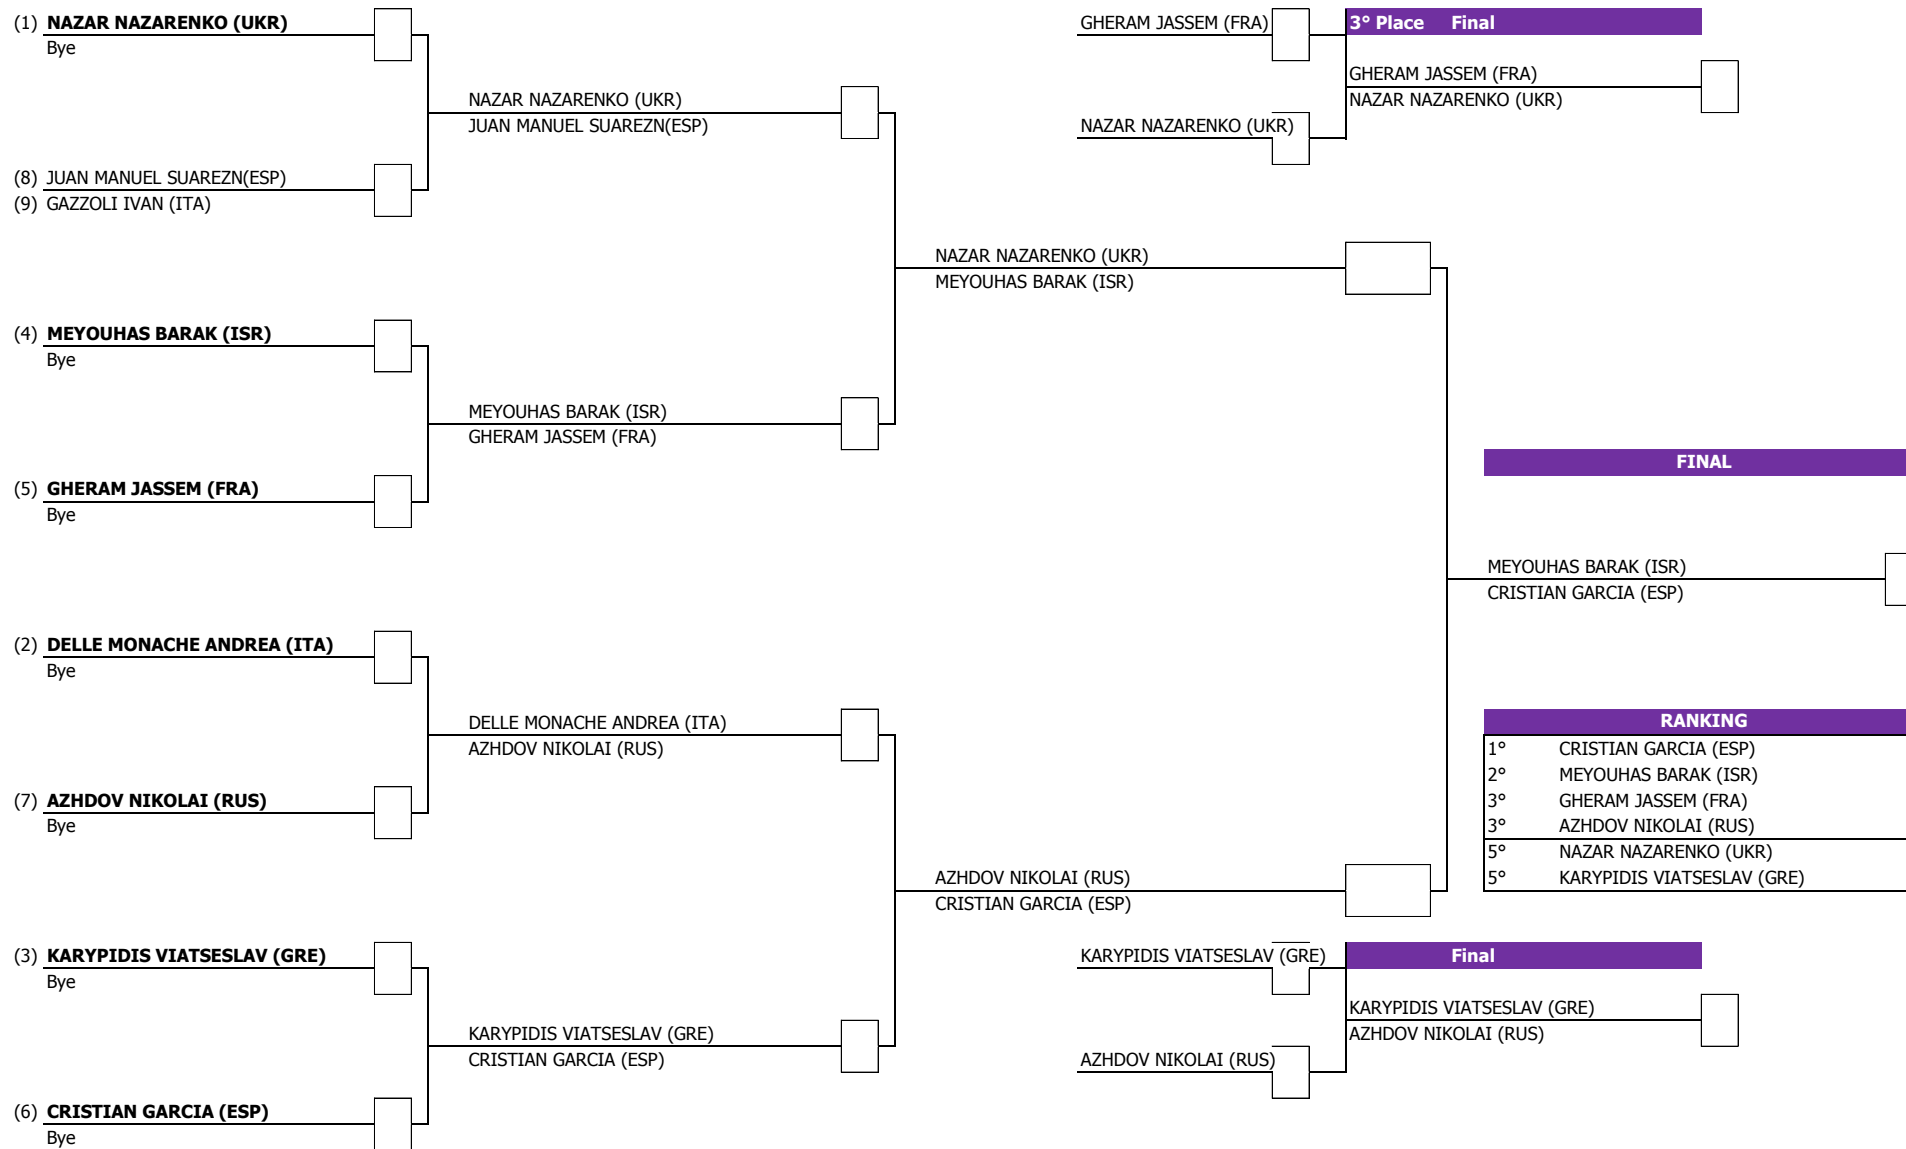 (1) NAZAR NAZARENKO (UKR)
Bye
(8) JUAN MANUEL SUAREZN(ESP)
(9) GAZZOLI IVAN (ITA)
(4) MEYOUHAS BARAK (ISR)
Bye
(5) GHERAM JASSEM (FRA)
Bye
(2) DELLE MONACHE ANDREA (ITA)
Bye
(7) AZHDOV NIKOLAI (RUS)
Bye
(3) KARYPIDIS VIATSESLAV (GRE)
Bye
(6) CRISTIAN GARCIA (ESP)
Bye
NAZAR NAZARENKO (UKR)
JUAN MANUEL SUAREZN(ESP)
MEYOUHAS BARAK (ISR)
GHERAM JASSEM (FRA)
DELLE MONACHE ANDREA (ITA)
AZHDOV NIKOLAI (RUS)
KARYPIDIS VIATSESLAV (GRE)
CRISTIAN GARCIA (ESP)
NAZAR NAZARENKO (UKR)
MEYOUHAS BARAK (ISR)
AZHDOV NIKOLAI (RUS)
CRISTIAN GARCIA (ESP)
GHERAM JASSEM (FRA)
NAZAR NAZARENKO (UKR)
3° Place Final
GHERAM JASSEM (FRA)
NAZAR NAZARENKO (UKR)
FINAL
MEYOUHAS BARAK (ISR)
CRISTIAN GARCIA (ESP)
RANKING
1° CRISTIAN GARCIA (ESP)
2° MEYOUHAS BARAK (ISR)
3° GHERAM JASSEM (FRA)
3° AZHDOV NIKOLAI (RUS)
5° NAZAR NAZARENKO (UKR)
5° KARYPIDIS VIATSESLAV (GRE)
KARYPIDIS VIATSESLAV (GRE)
AZHDOV NIKOLAI (RUS)
Final
KARYPIDIS VIATSESLAV (GRE)
AZHDOV NIKOLAI (RUS)